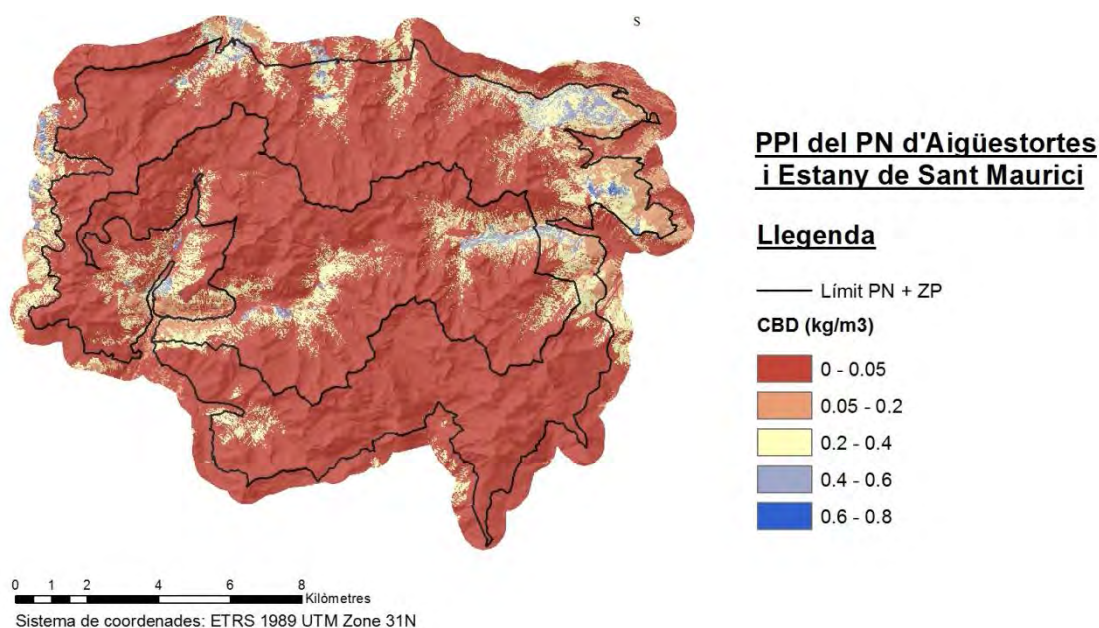 S
PPI del PN d'Aigüestortes
i Estany de Sant Maurici
Llegenda
Límit PN + ZP
CBD (kg/m3)
0 - 0.05
0.05 - 0.2
0.2 - 0.4
0.4 - 0.6
0.6 - 0.8
0 1 2 4 6 8
Kilòmetres
Sistema de coordenades: ETRS 1989 UTM Zone 31N